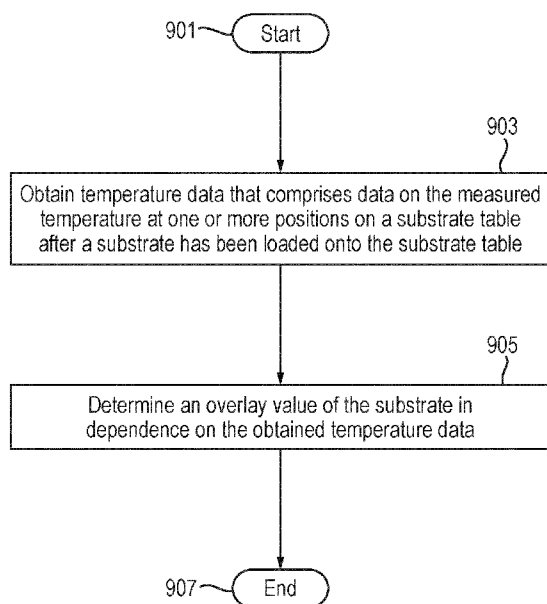 901
Start
903
Obtain temperature data that comprises data on the measured
temperature at one or more positions on a substrate table
after a substrate has been loaded onto the substrate table
905
Determine an overlay value of the substrate in
dependence on the obtained temperature data
907
End